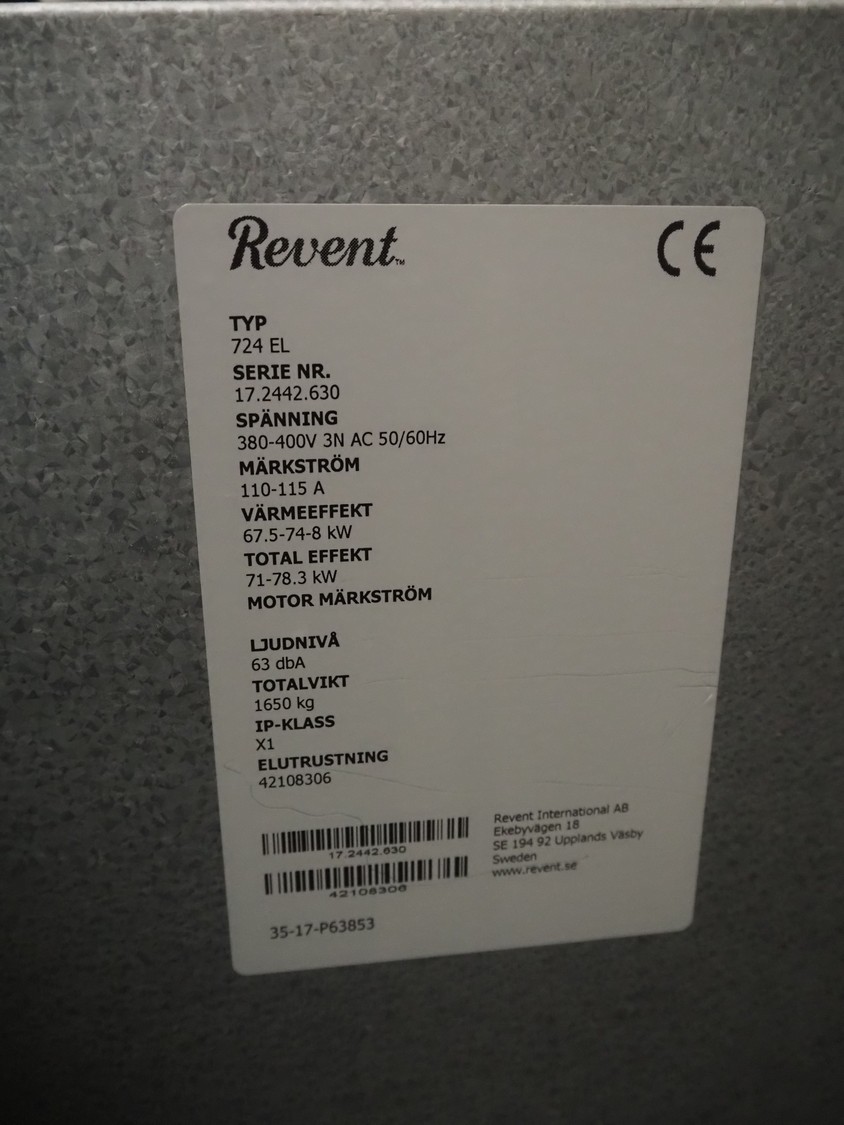 Revent™
CE
TYP
724 EL
SERIE NR.
17.2442.630
SPÄNNING
380-400V 3N AC 50/60Hz
MÄRKSTRÖM
110-115 A
VÄRMEEFFEKT
67.5-74-8 kW
TOTAL EFFEKT
71-78.3 kW
MOTOR MÄRKSTRÖM
LJUDNIVÅ
63 dbA
TOTALVIKT
1650 kg
IP-KLASS
X1
ELUTRUSTNING
42108306
17.2442.630
42108306
Revent International AB
Ekebyvägen 18
SE 194 92 Upplands Väsby
Sweden
www.revent.se
35-17-P63853